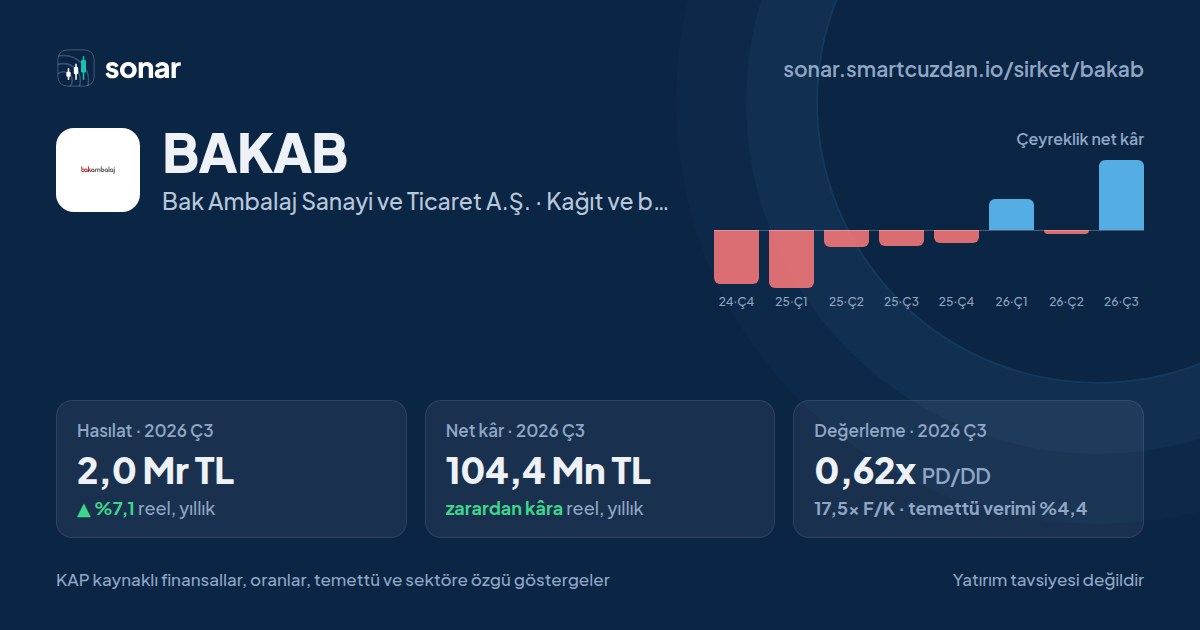 sonar
sonar.smartcuzdan.io/sirket/bakab
bakambalaj
BAKAB
Bak Ambalaj Sanayi ve Ticaret A.Ş. · Kağıt ve b...
Çeyreklik net kâr
24·Ç4 25·Ç1 25·Ç2 25·Ç3 25·Ç4 26·Ç1 26·Ç2 26·Ç3
Hasılat · 2026 Ç3
2,0 Mr TL
▲ %7,1 reel, yıllık
Net kâr · 2026 Ç3
104,4 Mn TL
zarardan kâra reel, yıllık
Değerleme · 2026 Ç3
0,62x PD/DD
17,5× F/K · temettü verimi %4,4
KAP kaynaklı finansallar, oranlar, temettü ve sektöre özgü göstergeler
Yatırım tavsiyesi değildir